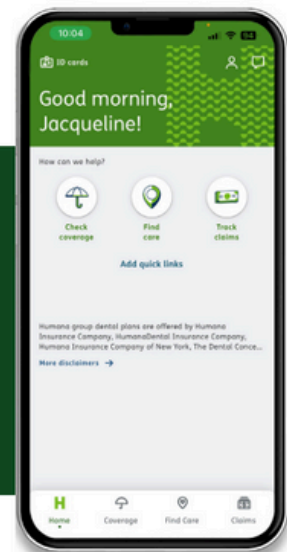 10:04
ID cards
Good morning,
Jacqueline!
How can we help?
Check
coverage
Find
care
Track
claims
Add quick links
Humana group dental plans are offered by Humana
Insurance Company, HumanaDental Insurance Company,
Humana Insurance Company of New York, The Dental Conce...
More disclaimers →
H
Home
Coverage
Find Care
Claims